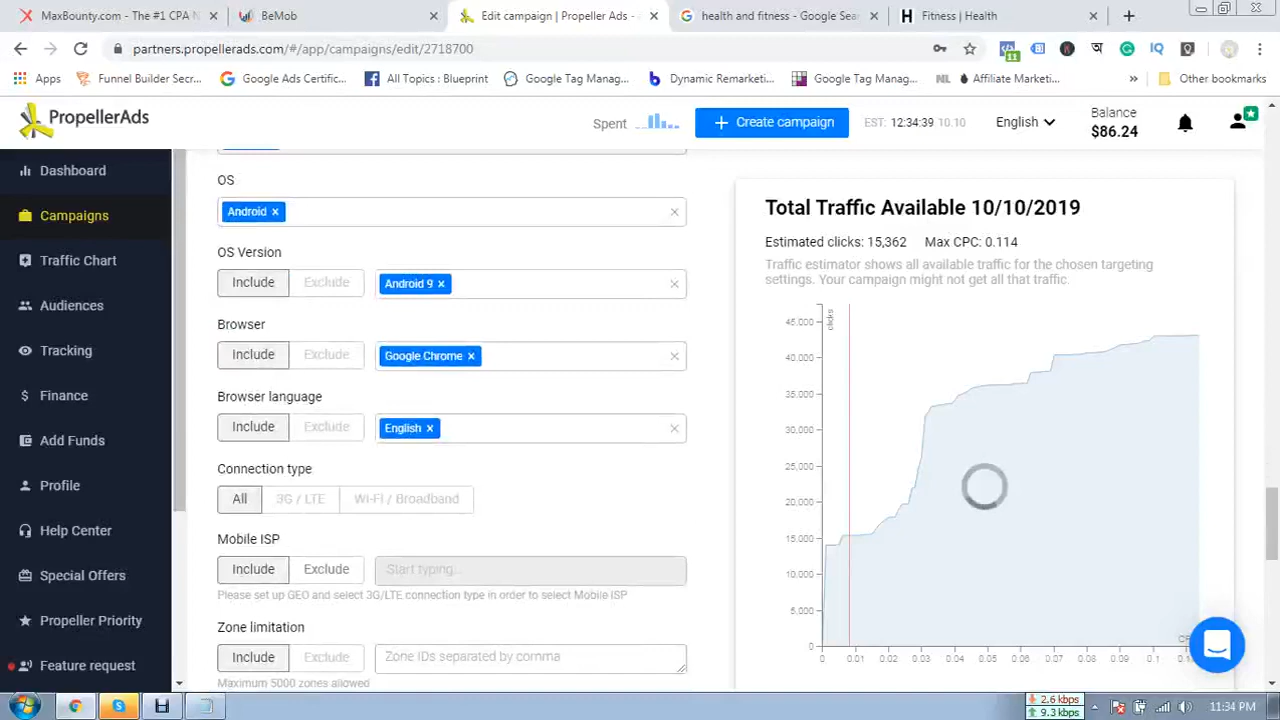 MaxBounty.com - The #1 CPA N
BeMob
Edit campaign | Propeller Ads -
health and fitness - Google Sea
Fitness | Health
partners.propellerads.com/#/app/campaigns/edit/2718700
11
Apps
Funnel Builder Secr...
Google Ads Certific...
All Topics : Blueprint
Google Tag Manag...
Dynamic Remarketi...
Google Tag Manag...
NL
Affiliate Marketi...
»
Other bookmarks
PropellerAds
Spent
+ Create campaign
EST: 12:34:39 10.10
English
Balance
$86.24
Dashboard
Campaigns
Traffic Chart
Audiences
Tracking
Finance
Add Funds
Profile
Help Center
Special Offers
Propeller Priority
Feature request
OS
Android ×
OS Version
Include
Exclude
Android 9 ×
Browser
Include
Exclude
Google Chrome ×
Browser language
Include
Exclude
English ×
Connection type
All
3G / LTE
Wi-Fi / Broadband
Mobile ISP
Include
Exclude
Start typing...
Please set up GEO and select 3G/LTE connection type in order to select Mobile ISP
Zone limitation
Include
Exclude
Zone IDs separated by comma
Maximum 5000 zones allowed
Total Traffic Available 10/10/2019
Estimated clicks: 15,362 Max CPC: 0.114
Traffic estimator shows all available traffic for the chosen targeting
settings. Your campaign might not get all that traffic.
clicks
45,000
40,000
35,000
30,000
25,000
20,000
15,000
10,000
5,000
0
0 0.01 0.02 0.03 0.04 0.05 0.06 0.07 0.08 0.09 0.1
2.6 kbps
9.3 kbps
11:34 PM